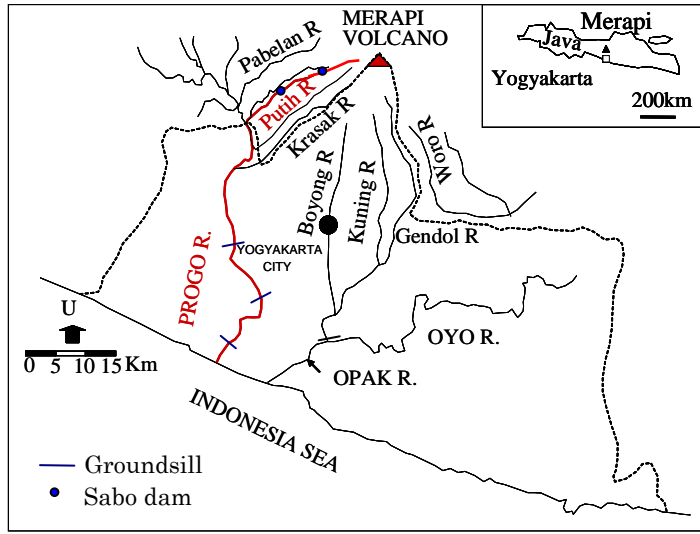 MERAPI
VOLCANO
Merapi
Java
Yogyakarta
200km
Pabelan R
Putih R
Krasak R
Boyong R
Kuning R
Woro R
Gendol R
YOGYAKARTA
CITY
PROGO R.
U
0 5 10 15 Km
OYO R.
OPAK R.
INDONESIA SEA
Groundsill
Sabo dam